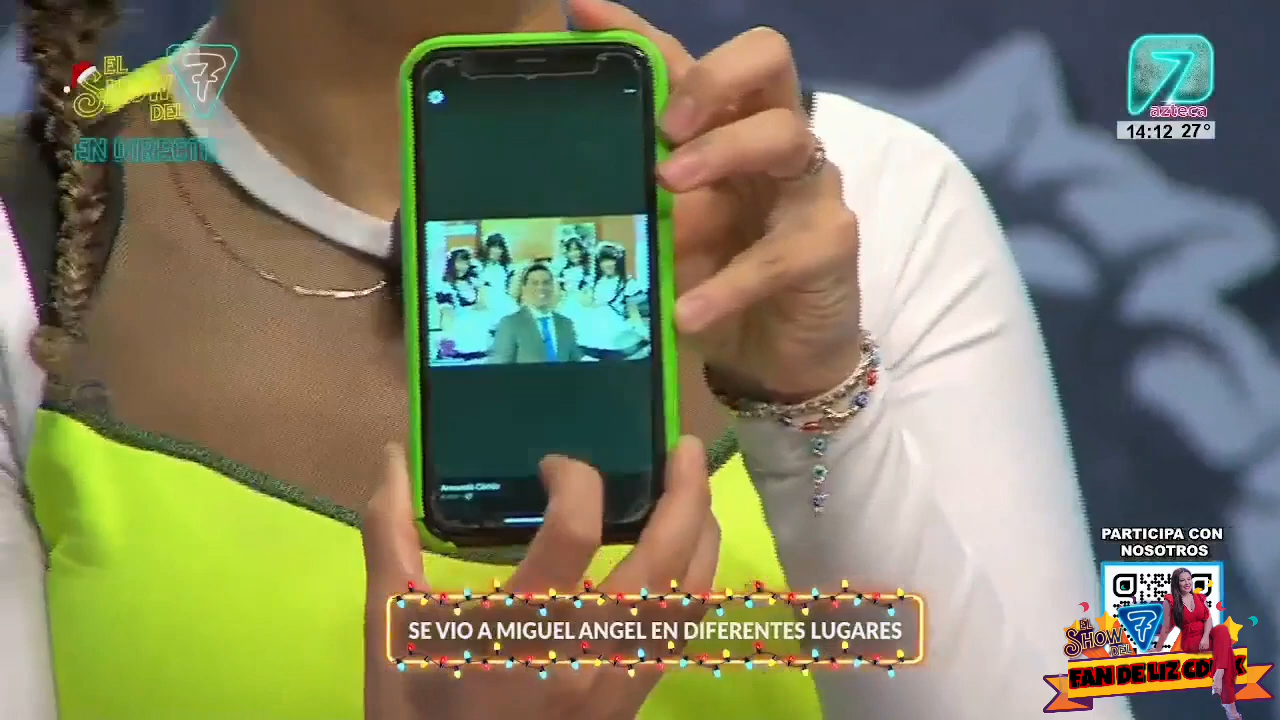 EL
SHOW
DEL
7
EN DIRECTO
7
azteca
14:12 27°
SE VIO A MIGUEL ANGEL EN DIFERENTES LUGARES
PARTICIPA CON
NOSOTROS
EL
SHOW
DEL
7
FAN DE LIZ